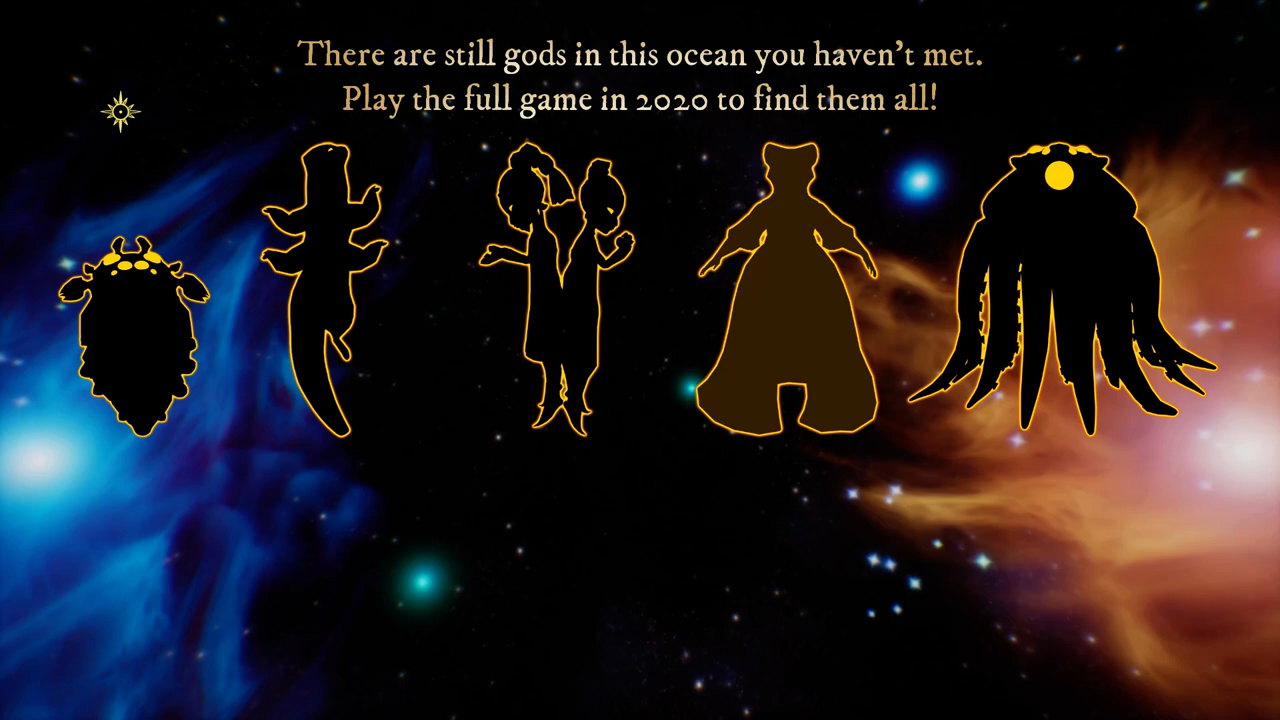 There are still gods in this ocean you haven't met.
Play the full game in 2020 to find them all!